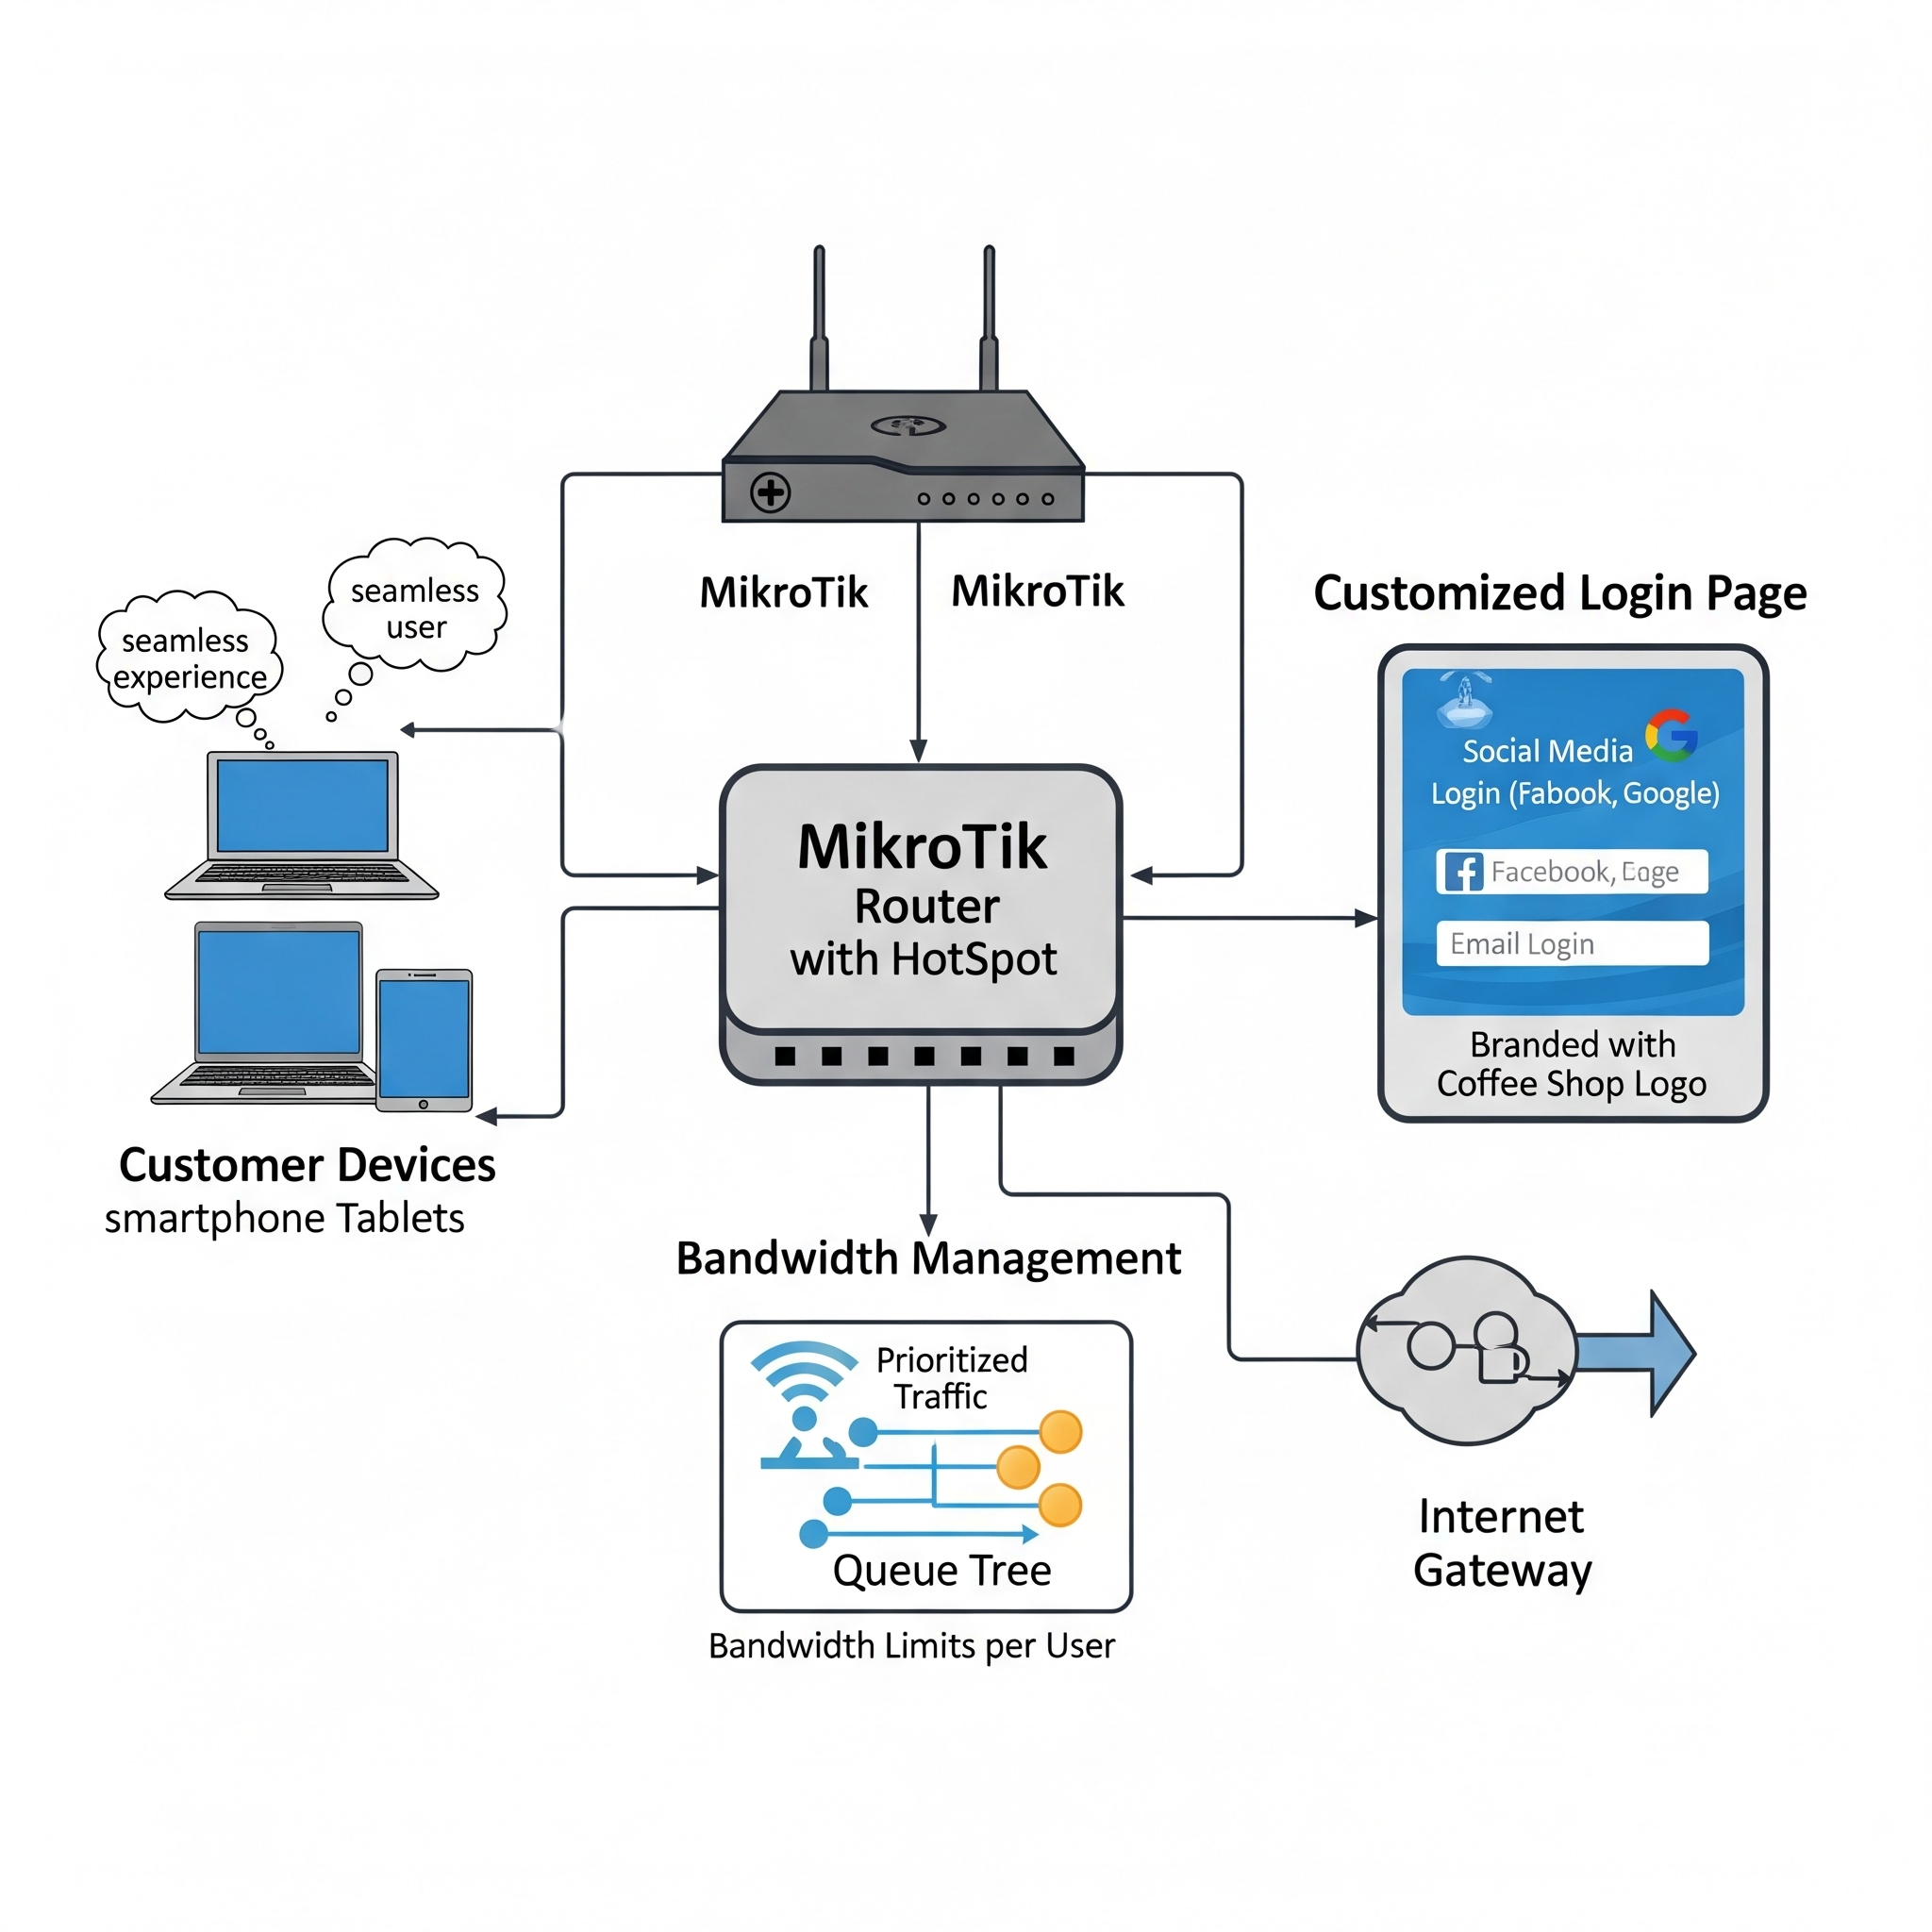 MikroTik
MikroTik
seamless
user
seamless
experience
Customized Login Page
Social Media
Login (Fabook, Google)
Facebook,
Email Login
Branded with
Coffee Shop Logo
MikroTik
Router
with HotSpot
Customer Devices
smartphone Tablets
Bandwidth Management
Prioritized
Traffic
Queue Tree
Bandwidth Limits per User
Internet
Gateway